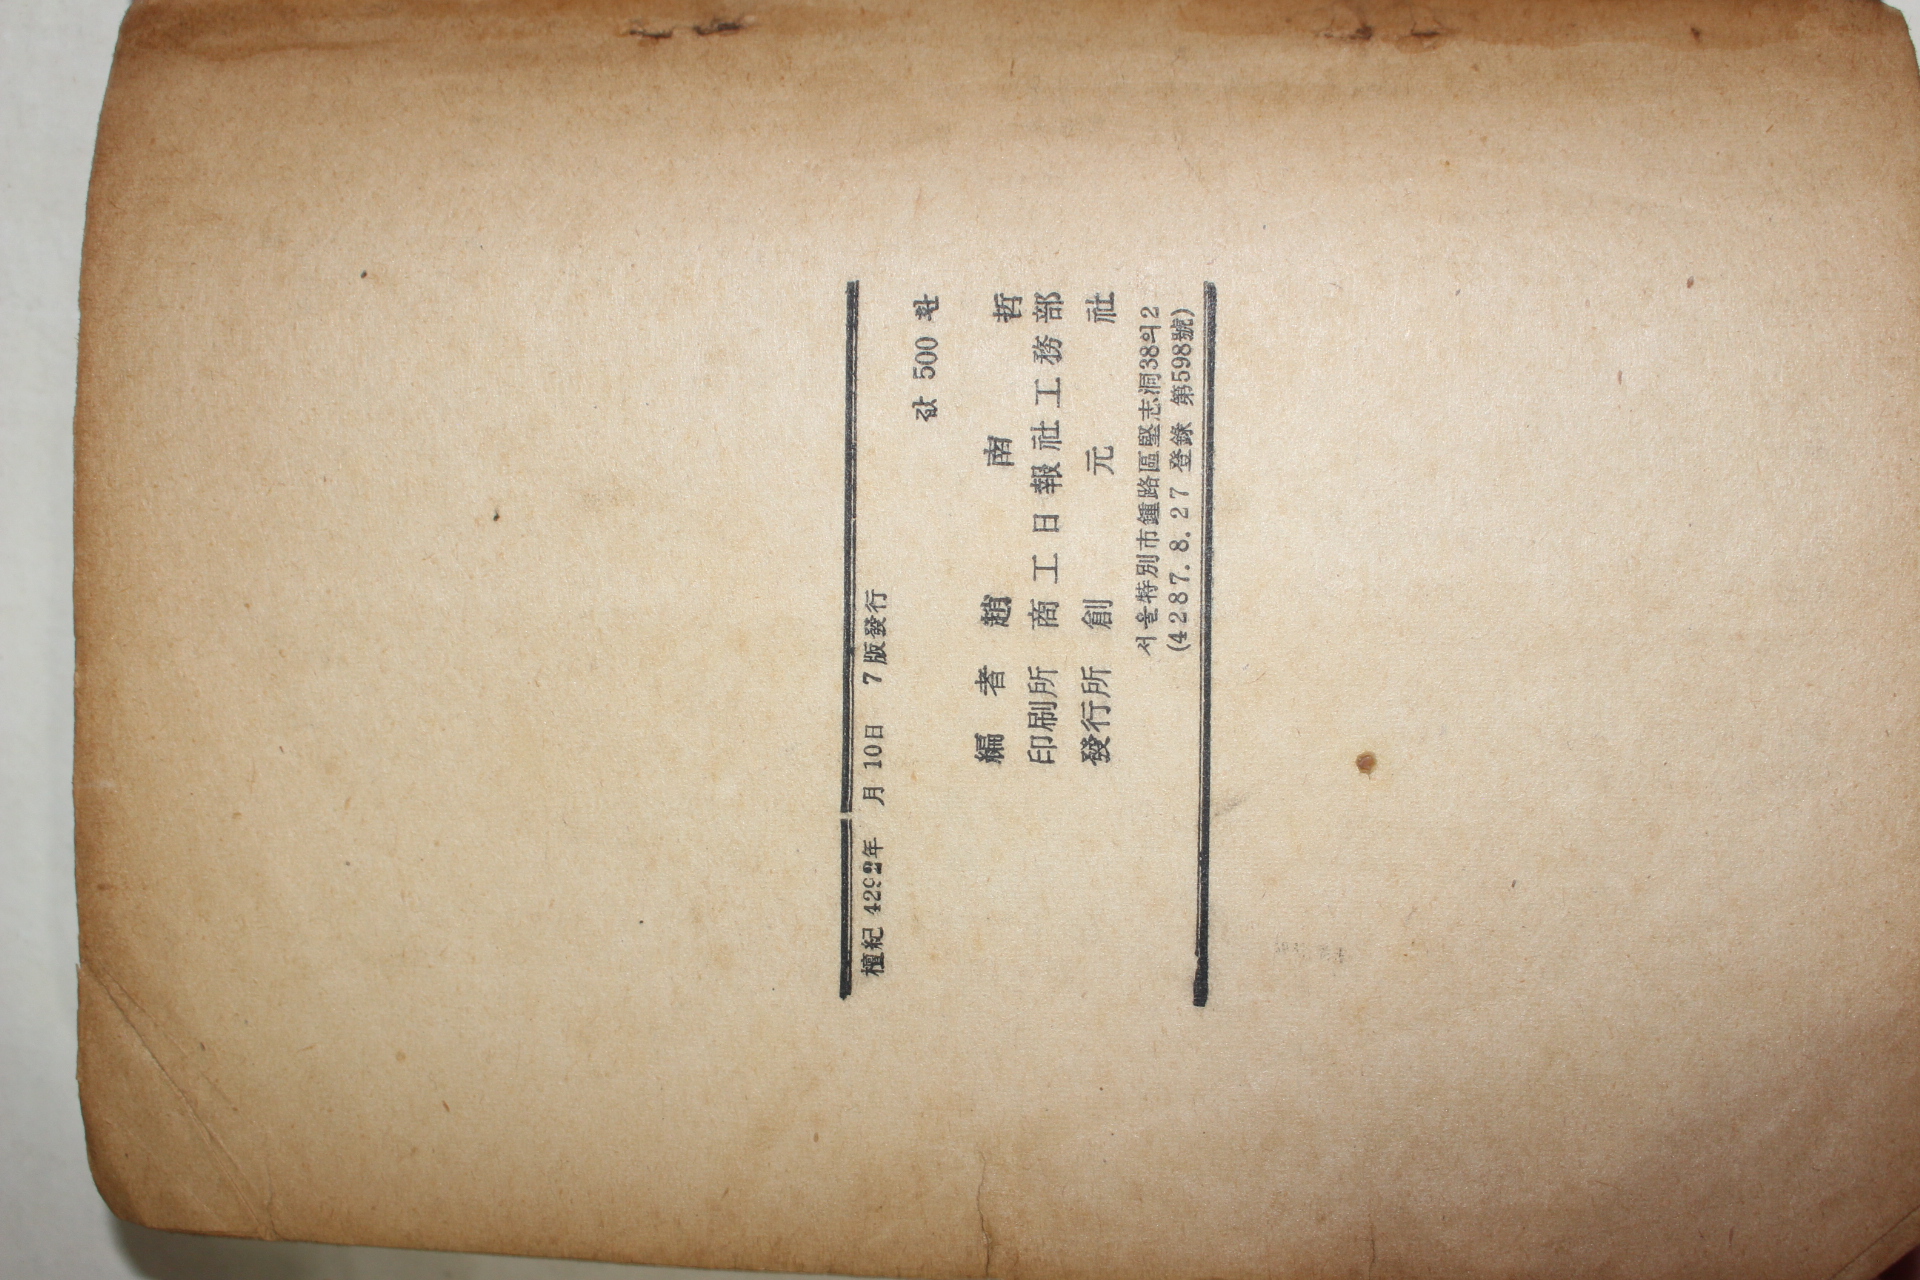 檀紀 4292年 月 10日 7版發行
값 500 환
編者 趙南哲
印刷所 商工日報社工務部
發行所 創元社
서울特別市鍾路區堅志洞38의2
(4287. 8. 27 登錄 第598號)